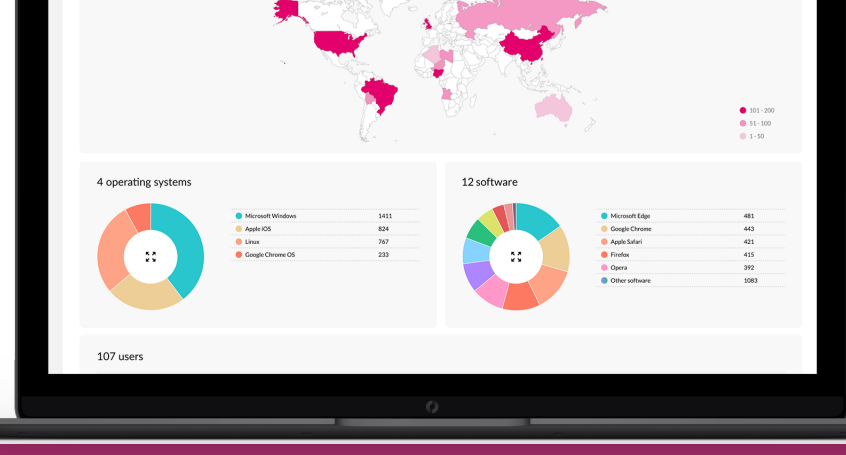 101 - 200
51 - 100
1 - 50
4 operating systems
Microsoft Windows 1411
Apple iOS 824
Linux 767
Google Chrome OS 233
12 software
Microsoft Edge 481
Google Chrome 443
Apple Safari 421
Firefox 415
Opera 392
Other software 1083
107 users